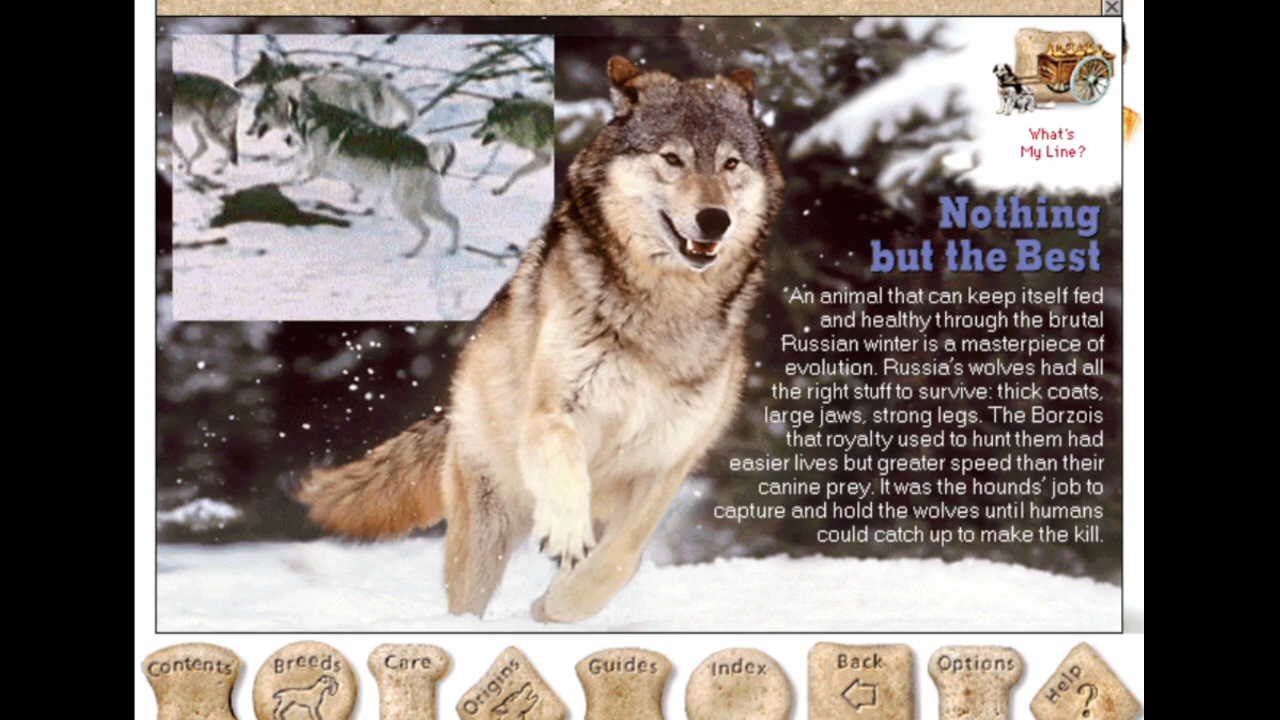 What's
My Line?
Nothing
but the Best
An animal that can keep itself fed
and healthy through the brutal
Russian winter is a masterpiece of
evolution. Russia's wolves had all
the right stuff to survive: thick coats,
large jaws, strong legs. The Borzois
that royalty used to hunt them had
easier lives but greater speed than their
canine prey. It was the hounds' job to
capture and hold the wolves until humans
could catch up to make the kill.
Contents Breeds Care Origins Guides Index Back Options Help ?